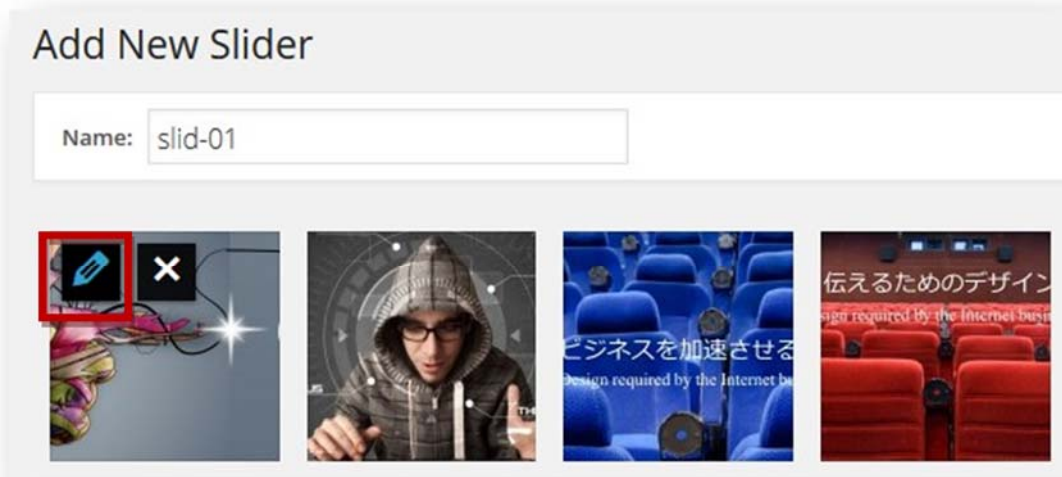 Add New Slider
Name: slid-01
伝えるためのデザイン
sign required by the Internet busin
ビジネスを加速させる
Design required by the Internet bu